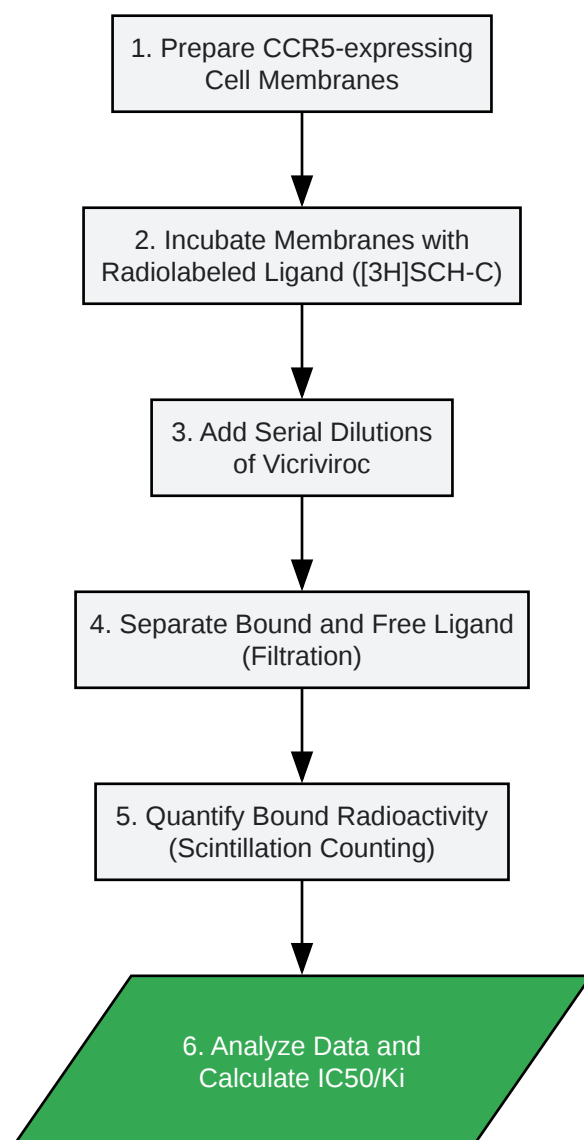 1. Prepare CCR5-expressing
Cell Membranes
2. Incubate Membranes with
Radiolabeled Ligand ([3H]SCH-C)
3. Add Serial Dilutions
of Vicriviroc
4. Separate Bound and Free Ligand
(Filtration)
5. Quantify Bound Radioactivity
(Scintillation Counting)
6. Analyze Data and
Calculate IC50/Ki